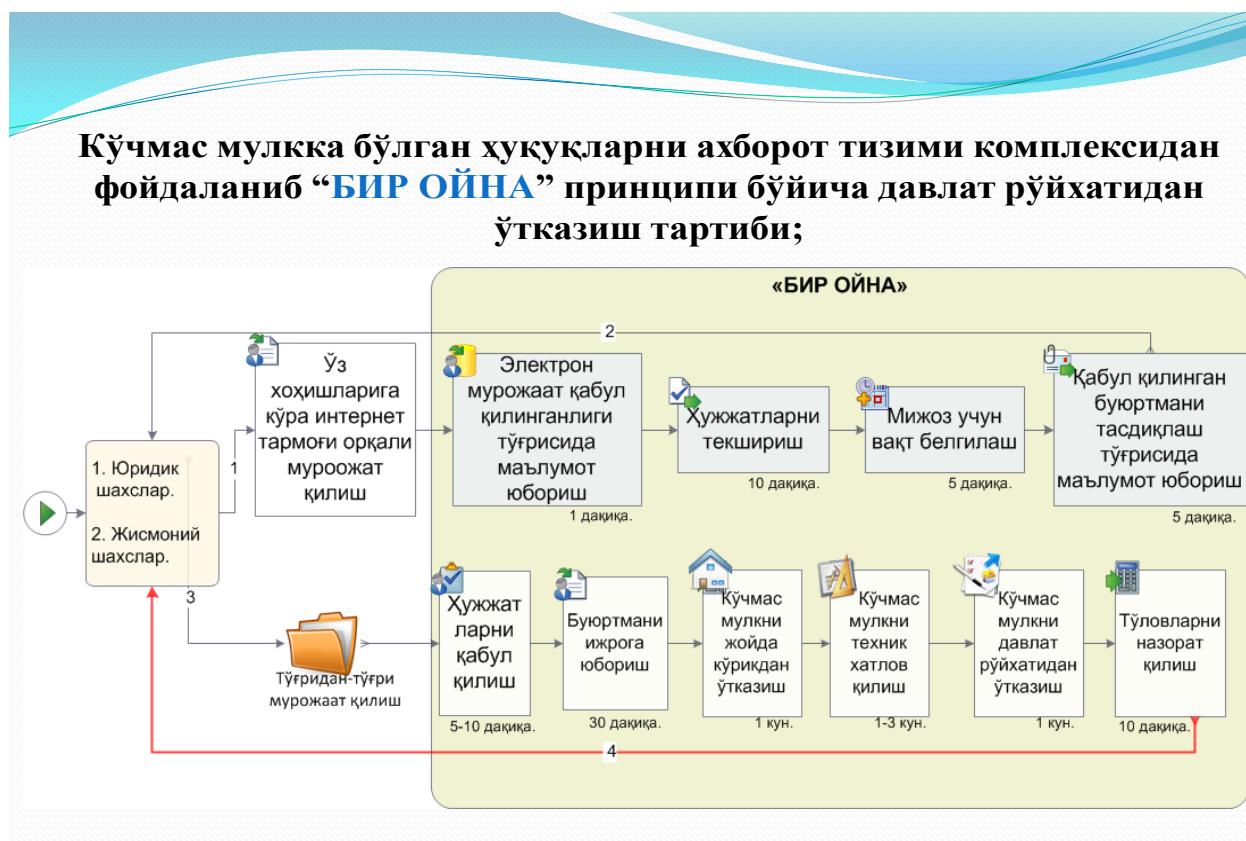 Кўчмас мулкка бўлган ҳуқуқларни ахборот тизими комплексидан
фойдаланиб “БИР ОЙНА” принципи бўйича давлат рўйхатидан
ўтказиш тартиби;
«БИР ОЙНА»
2
Ўз
хоҳишларига
кўра интернет
тармоғи орқали
муроожат
қилиш
Электрон
мурожаат қабул
қилинганлиги
тўғрисида
маълумот
юбориш
1 дақиқа.
Ҳужжатларни
текшириш
10 дақиқа.
Мижоз учун
вақт белгилаш
5 дақиқа.
Қабул қилинган
буюртмани
тасдиқлаш
тўғрисида
маълумот юбориш
5 дақиқа.
1. Юридик
шахслар.
2. Жисмоний
шахслар.
1
3
Тўғридан-тўғри
мурожаат қилиш
Ҳужжат
ларни
қабул
қилиш
5-10 дақиқа.
Буюртмани
ижрога
юбориш
30 дақиқа.
Кўчмас
мулкни
жойда
кўрикдан
ўтказиш
1 кун.
Кўчмас
мулкни
техник
хатлов
қилиш
1-3 кун.
Кўчмас
мулкни
давлат
рўйхатидан
ўтказиш
1 кун.
Тўловларни
назорат
қилиш
10 дақиқа.
4